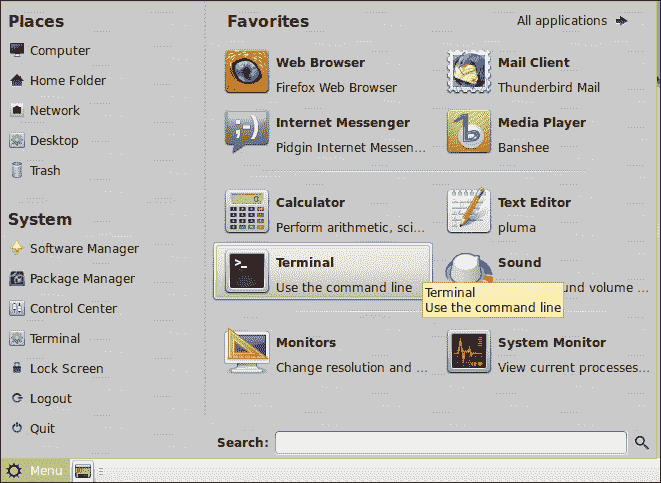 Places
Computer
Home Folder
Network
Desktop
Trash
System
Software Manager
Package Manager
Control Center
Terminal
Lock Screen
Logout
Quit
Favorites
All applications
Web Browser
Firefox Web Browser
Mail Client
Thunderbird Mail
Internet Messenger
Pidgin Internet Messen...
Media Player
Banshee
Calculator
Perform arithmetic, sci...
Text Editor
pluma
Terminal
Use the command line
Sound
und volume ...
Terminal
Use the command line
Monitors
Change resolution and ...
System Monitor
View current processes...
Search:
Menu